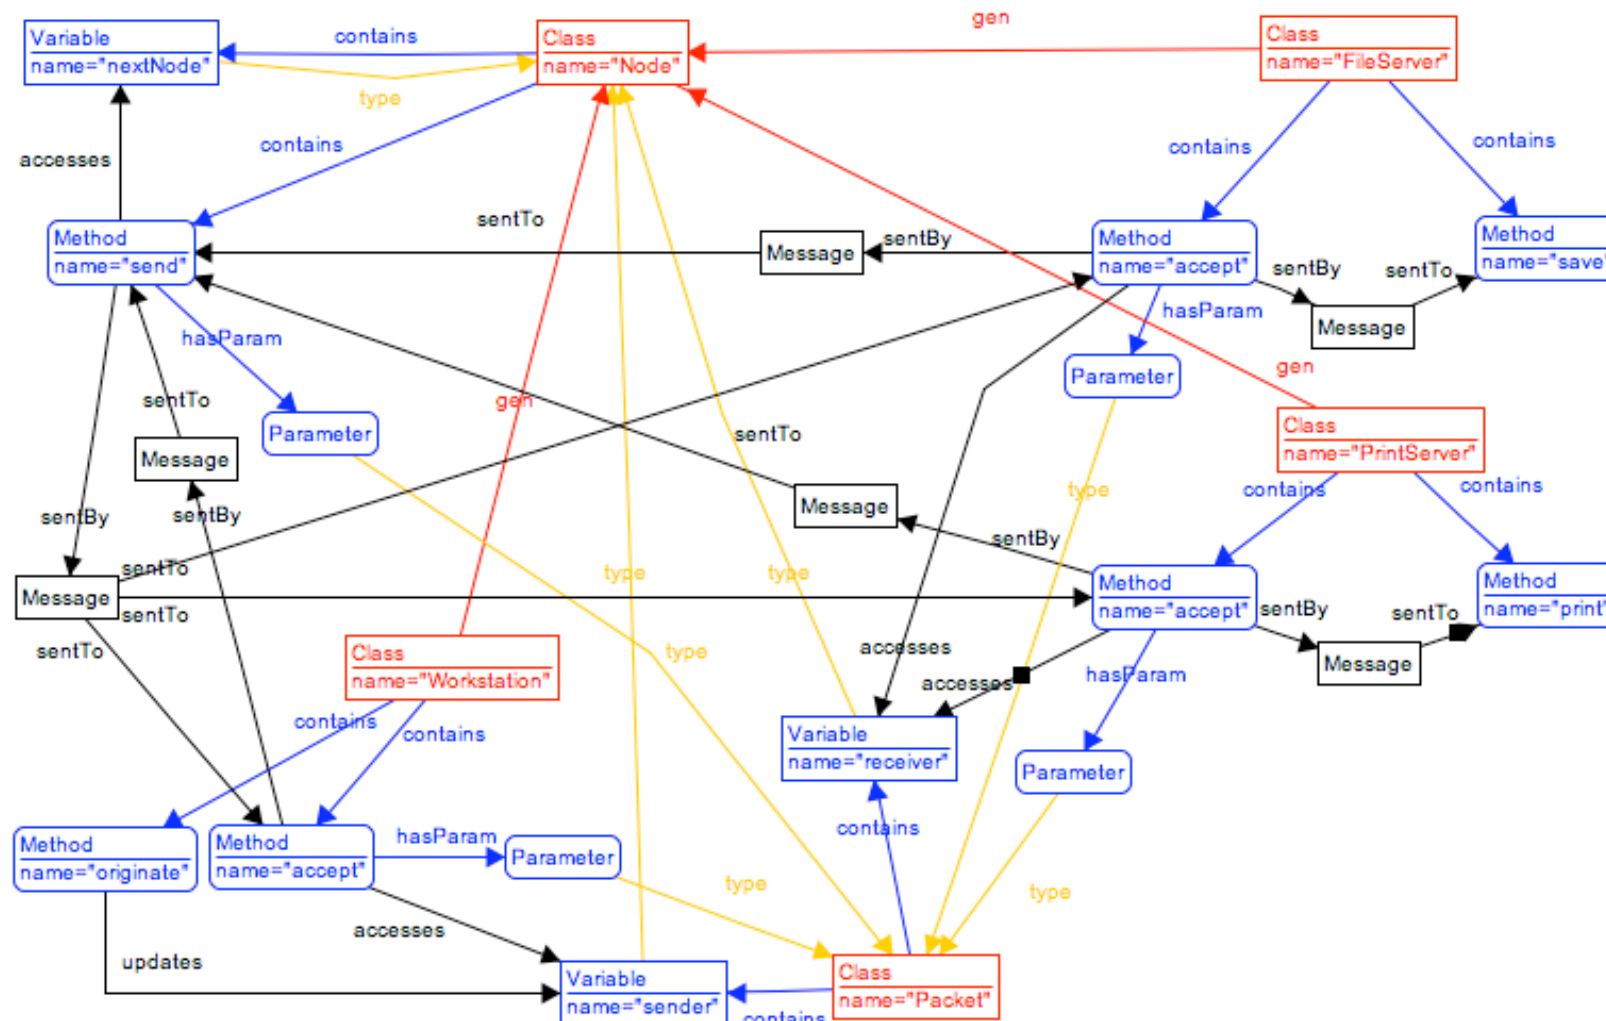 gen
Variable
name="nextNode"
contains
Class
name="Node"
Class
name="FileServer"
type
contains
accesses
contains
contains
sentTo
Method
name="send"
Message
sentBy
Method
name="accept"
Method
name="save"
sentBy
sentTo
hasParam
hasParam
Message
Parameter
gen
sentTo
gen
Parameter
sentTo
Class
name="PrintServer"
Message
type
contains
contains
sentBy
sentBy
Message
sentBy
sentTo
type
type
Message
sentTo
Method
name="accept"
sentBy
sentTo
Method
name="print"
sentTo
Class
name="Workstation"
type
accesses
accesses
hasParam
Message
contains
contains
Variable
name="receiver"
Parameter
contains
Method
name="originate"
Method
name="accept"
hasParam
Parameter
type
type
accesses
updates
Variable
name="sender"
Class
name="Packet"
contains